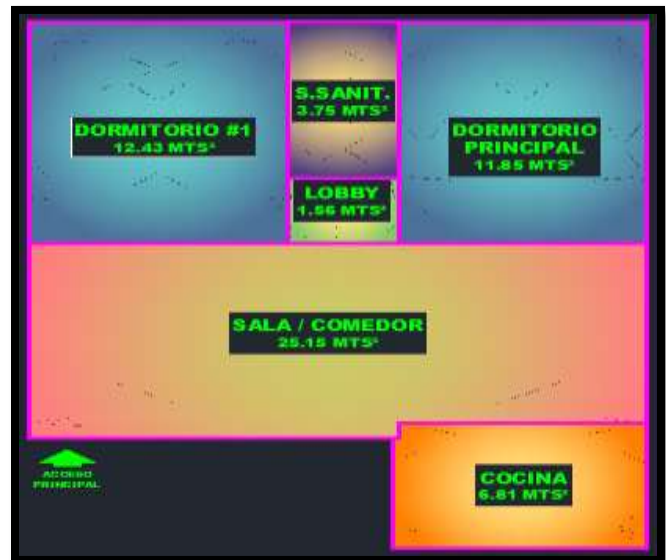 DORMITORIO #1
12.43 MTS²
S.SANIT.
3.75 MTS²
DORMITORIO
PRINCIPAL
11.85 MTS²
LOBBY
1.56 MTS²
SALA / COMEDOR
25.15 MTS²
ACCESO
PRINCIPAL
COCINA
6.81 MTS²